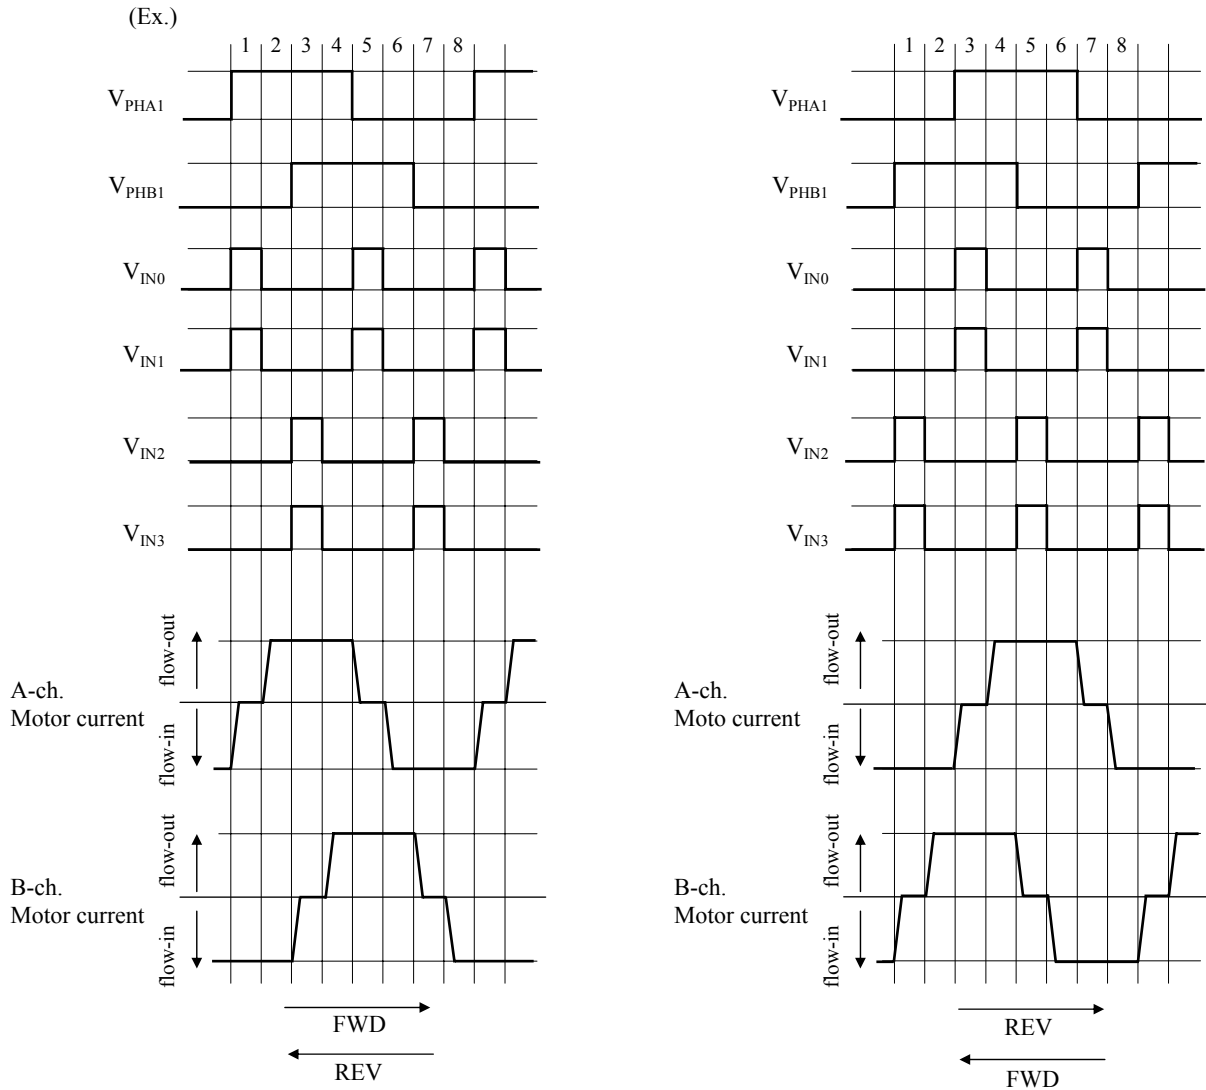 (Ex.)
1 2 3 4 5 6 7 8
VPHA1
VPHB1
VIN0
VIN1
VIN2
VIN3
flow-out
flow-in
A-ch.
Motor current
flow-out
flow-in
B-ch.
Motor current
FWD
REV
1 2 3 4 5 6 7 8
VPHA1
VPHB1
VIN0
VIN1
VIN2
VIN3
flow-out
flow-in
A-ch.
Moto current
flow-out
flow-in
B-ch.
Motor current
REV
FWD